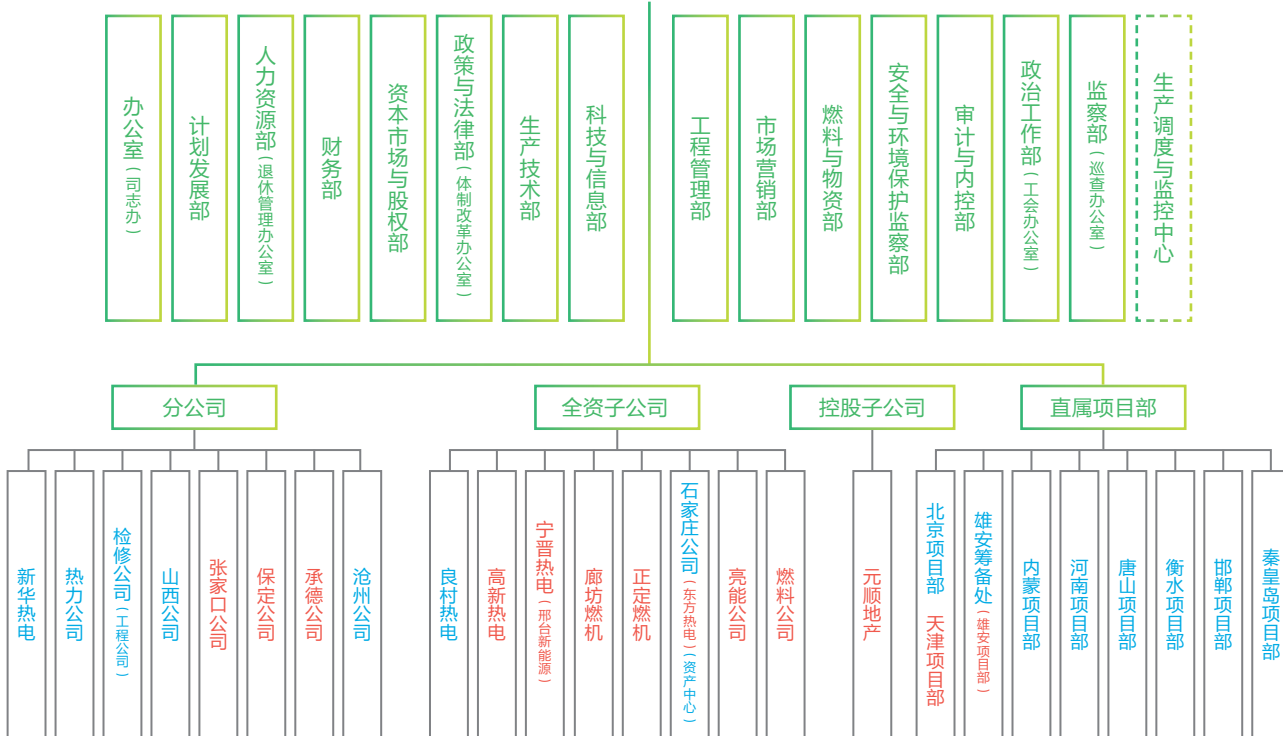 办公室(司志办)
计划发展部
人力资源部(退休管理办公室)
财务部
资本市场与股权部
政策与法律部(体制改革办公室)
生产技术部
科技与信息部
工程管理部
市场营销部
燃料与物资部
安全与环境保护监察部
审计与内控部
政治工作部(工会办公室)
监察部(巡查办公室)
生产调度与监控中心
分公司
全资子公司
控股子公司
直属项目部
新华热电
热力公司
检修公司(工程公司)
山西公司
张家口公司
保定公司
承德公司
沧州公司
良村热电
高新热电
宁晋热电(邢台新能源)
廊坊燃机
正定燃机
石家庄公司(东方热电)(资产中心)
亮能公司
燃料公司
元顺地产
北京项目部 天津项目部
雄安筹备处(雄安项目部)
内蒙项目部
河南项目部
唐山项目部
衡水项目部
邯郸项目部
秦皇岛项目部